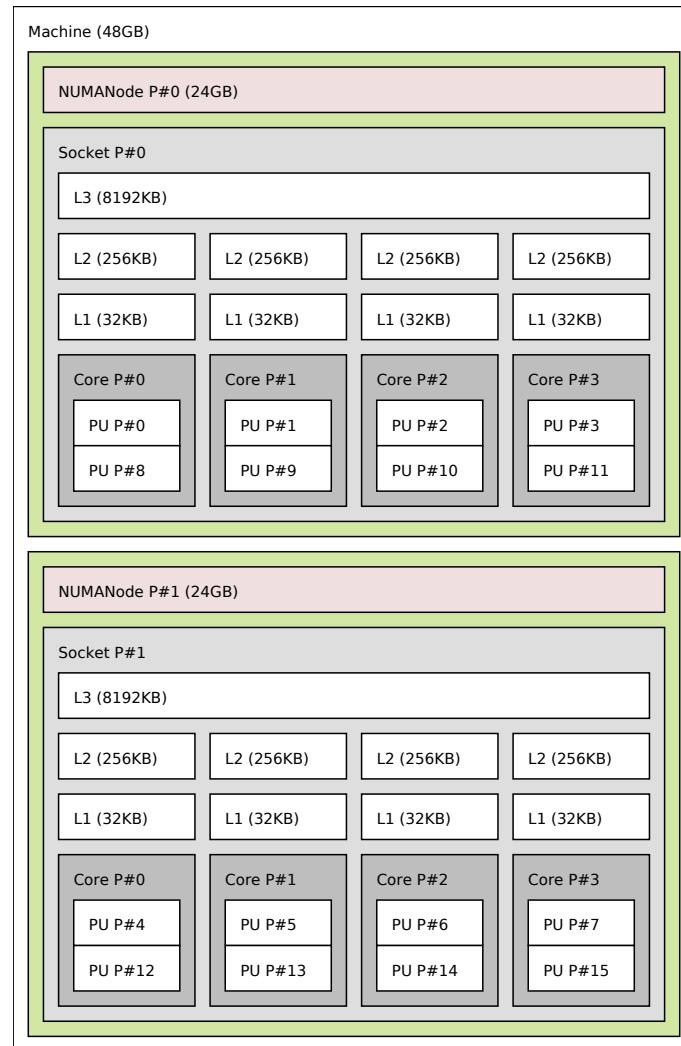 Machine (48GB)
NUMANode P#0 (24GB)
Socket P#0
L3 (8192KB)
L2 (256KB) L2 (256KB) L2 (256KB) L2 (256KB)
L1 (32KB) L1 (32KB) L1 (32KB) L1 (32KB)
Core P#0 Core P#1 Core P#2 Core P#3
PU P#0 PU P#1 PU P#2 PU P#3
PU P#8 PU P#9 PU P#10 PU P#11
NUMANode P#1 (24GB)
Socket P#1
L3 (8192KB)
L2 (256KB) L2 (256KB) L2 (256KB) L2 (256KB)
L1 (32KB) L1 (32KB) L1 (32KB) L1 (32KB)
Core P#0 Core P#1 Core P#2 Core P#3
PU P#4 PU P#5 PU P#6 PU P#7
PU P#12 PU P#13 PU P#14 PU P#15